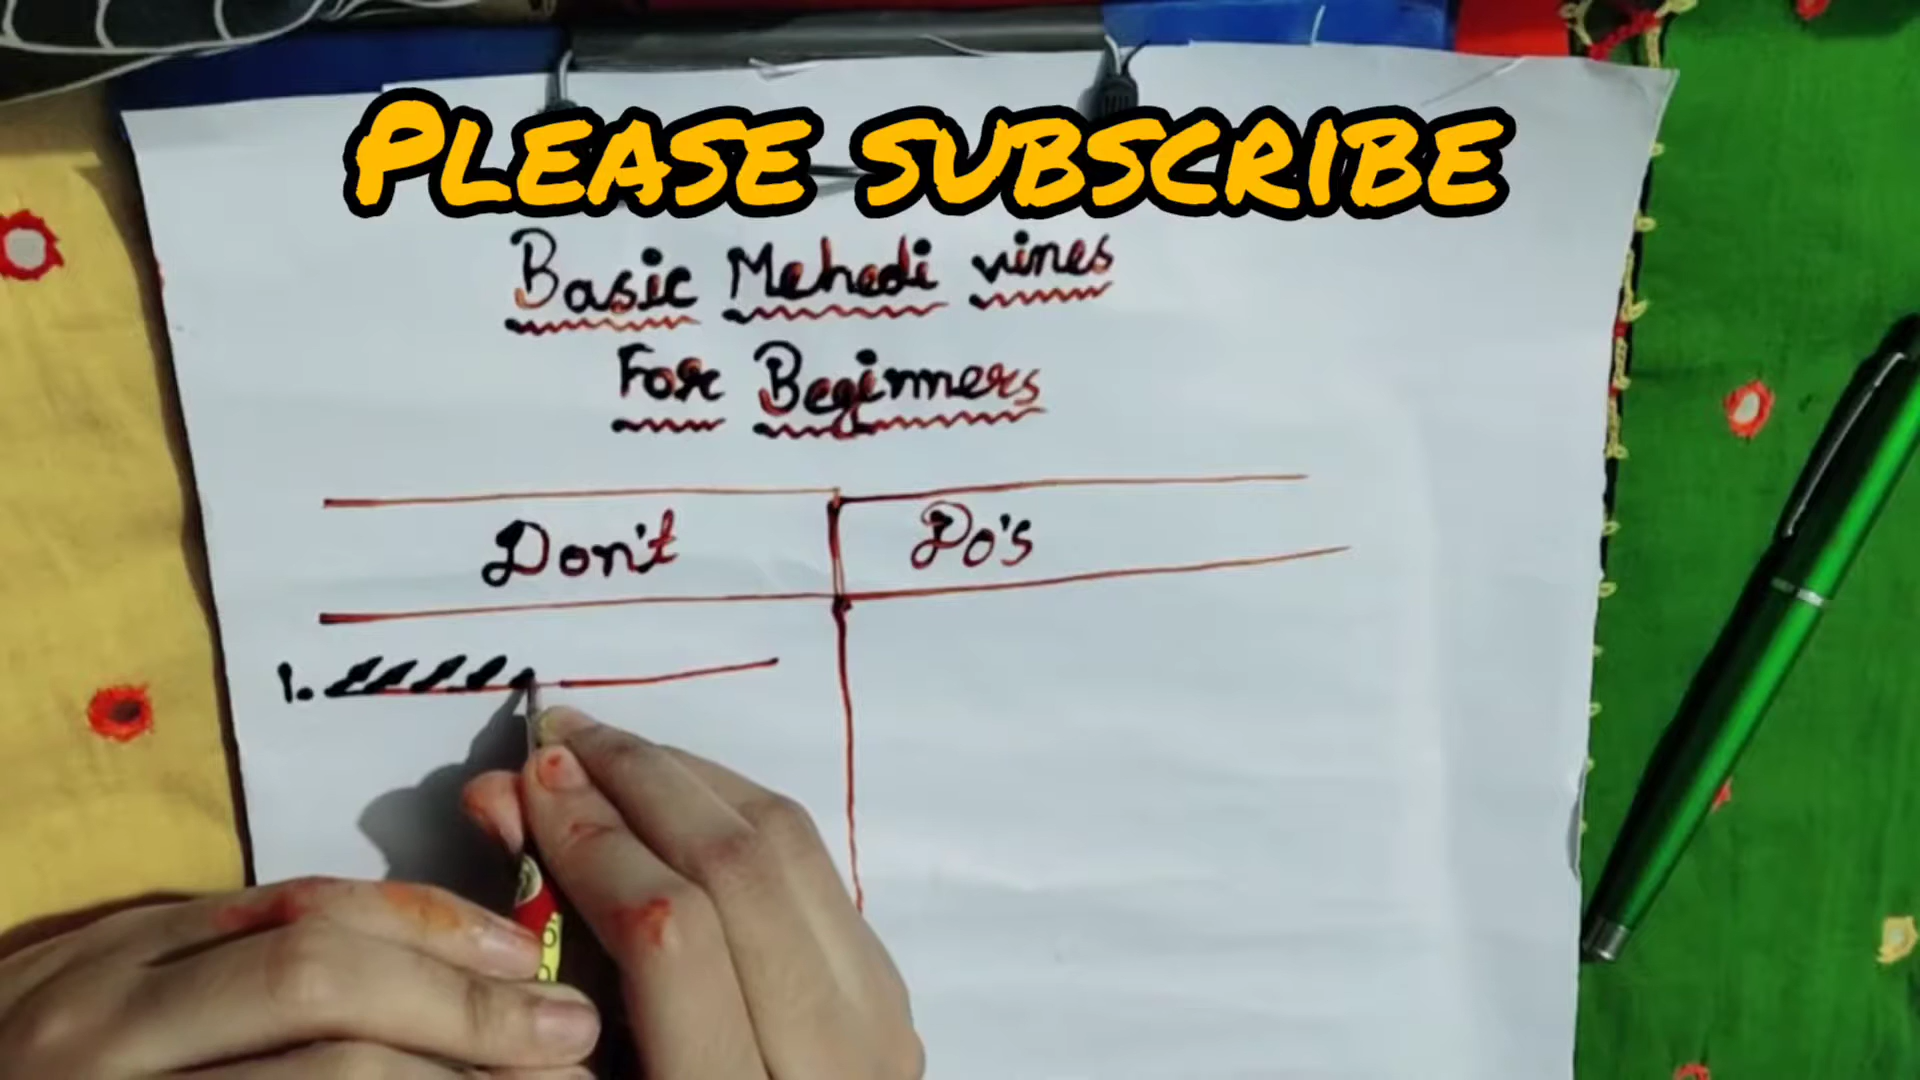 PLEASE SUBSCRIBE
Basic Mehedi vines
For Beginners
Don't Do's
1.